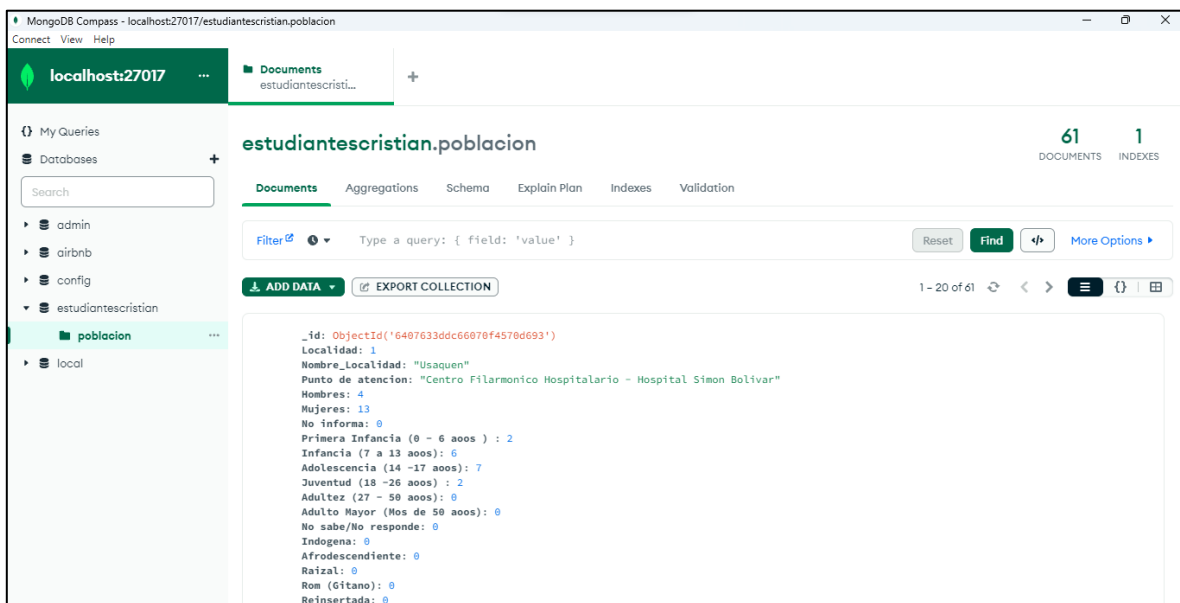 MongoDB Compass - localhost:27017/estudiantescristian.poblacion
Connect View Help
localhost:27017 ...
Documents
estudiantescristi...
+
{} My Queries
Databases +
Search
admin
airbnb
config
estudiantescristian
poblacion ...
local
estudiantescristian.poblacion
61
DOCUMENTS
1
INDEXES
Documents Aggregations Schema Explain Plan Indexes Validation
Filter Type a query: { field: 'value' } Reset Find </> More Options
ADD DATA EXPORT COLLECTION 1 – 20 of 61 {}
_id: ObjectId('6407633ddc66070f4570d693')
Localidad: 1
Nombre_Localidad: "Usaquen"
Punto de atencion: "Centro Filarmonico Hospitalario - Hospital Simon Bolivar"
Hombres: 4
Mujeres: 13
No informa: 0
Primera Infancia (0 - 6 aoos ) : 2
Infancia (7 a 13 aoos): 6
Adolescencia (14 -17 aoos): 7
Juventud (18 -26 aoos) : 2
Adultez (27 - 50 aoos): 0
Adulto Mayor (Mos de 50 aoos): 0
No sabe/No responde: 0
Indogena: 0
Afrodescendiente: 0
Raizal: 0
Rom (Gitano): 0
Reinsertada: 0